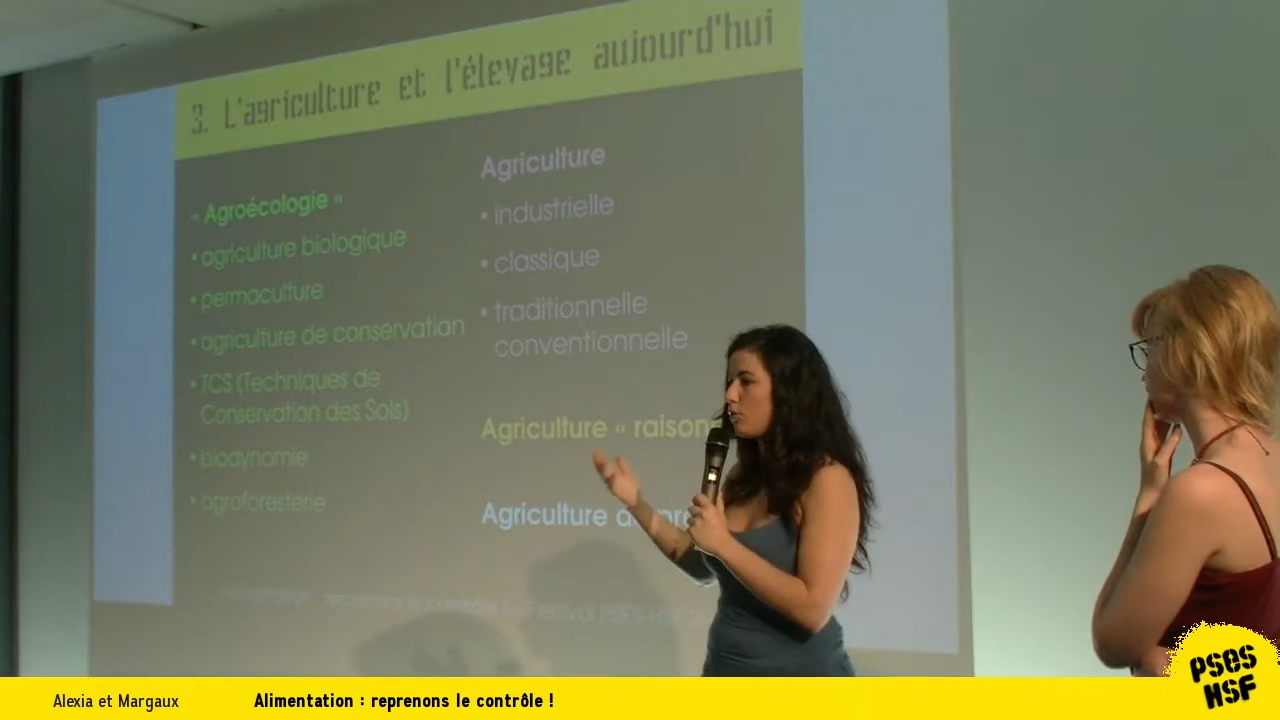 3. L'agriculture et l'élevage aujourd'hui
« Agroécologie »
• agriculture biologique
• permaculture
• agriculture de conservation
• TCS (Techniques de
Conservation des Sols)
• biodynamie
• agroforesterie
Agriculture
• industrielle
• classique
• traditionnelle
conventionnelle
Agriculture « raison
Agriculture
Alexia et Margaux
Alimentation : reprenons le contrôle !
PSES
HSF